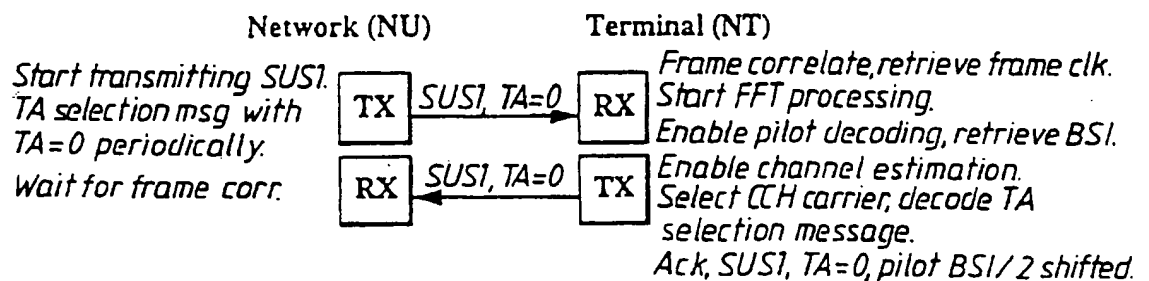 Network (NU)
Terminal (NT)
Start transmitting SUS1.
TA selection msg with
TA=0 periodically.
Wait for frame corr.
TX
SUS1, TA=0
RX
RX
SUS1, TA=0
TX
Frame correlate, retrieve frame clk.
Start FFT processing.
Enable pilot decoding, retrieve BSI.
Enable channel estimation.
Select CCH carrier, decode TA
selection message.
Ack, SUS1, TA=0, pilot BSI/2 shifted.